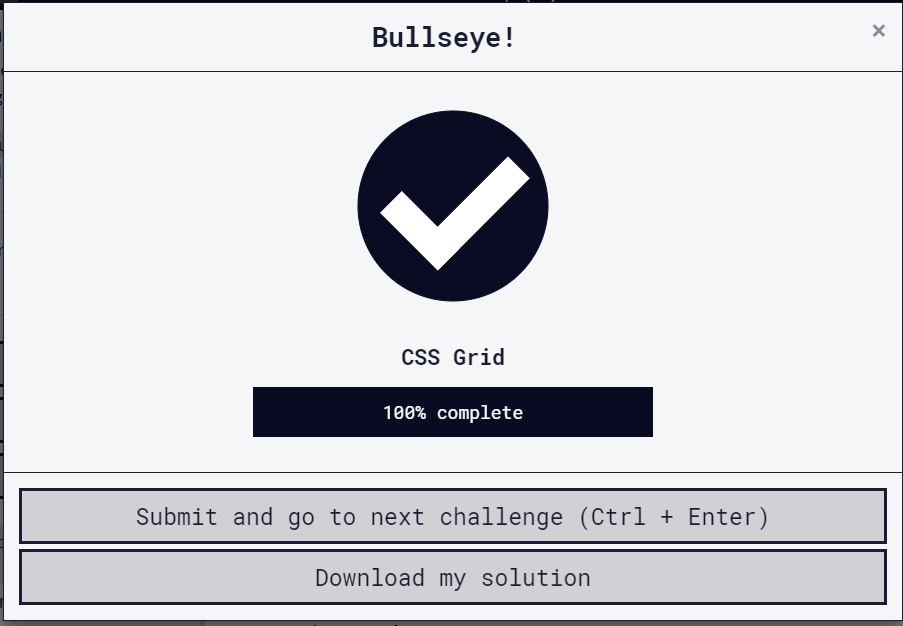 Bullseye!
×
CSS Grid
100% complete
Submit and go to next challenge (Ctrl + Enter)
Download my solution